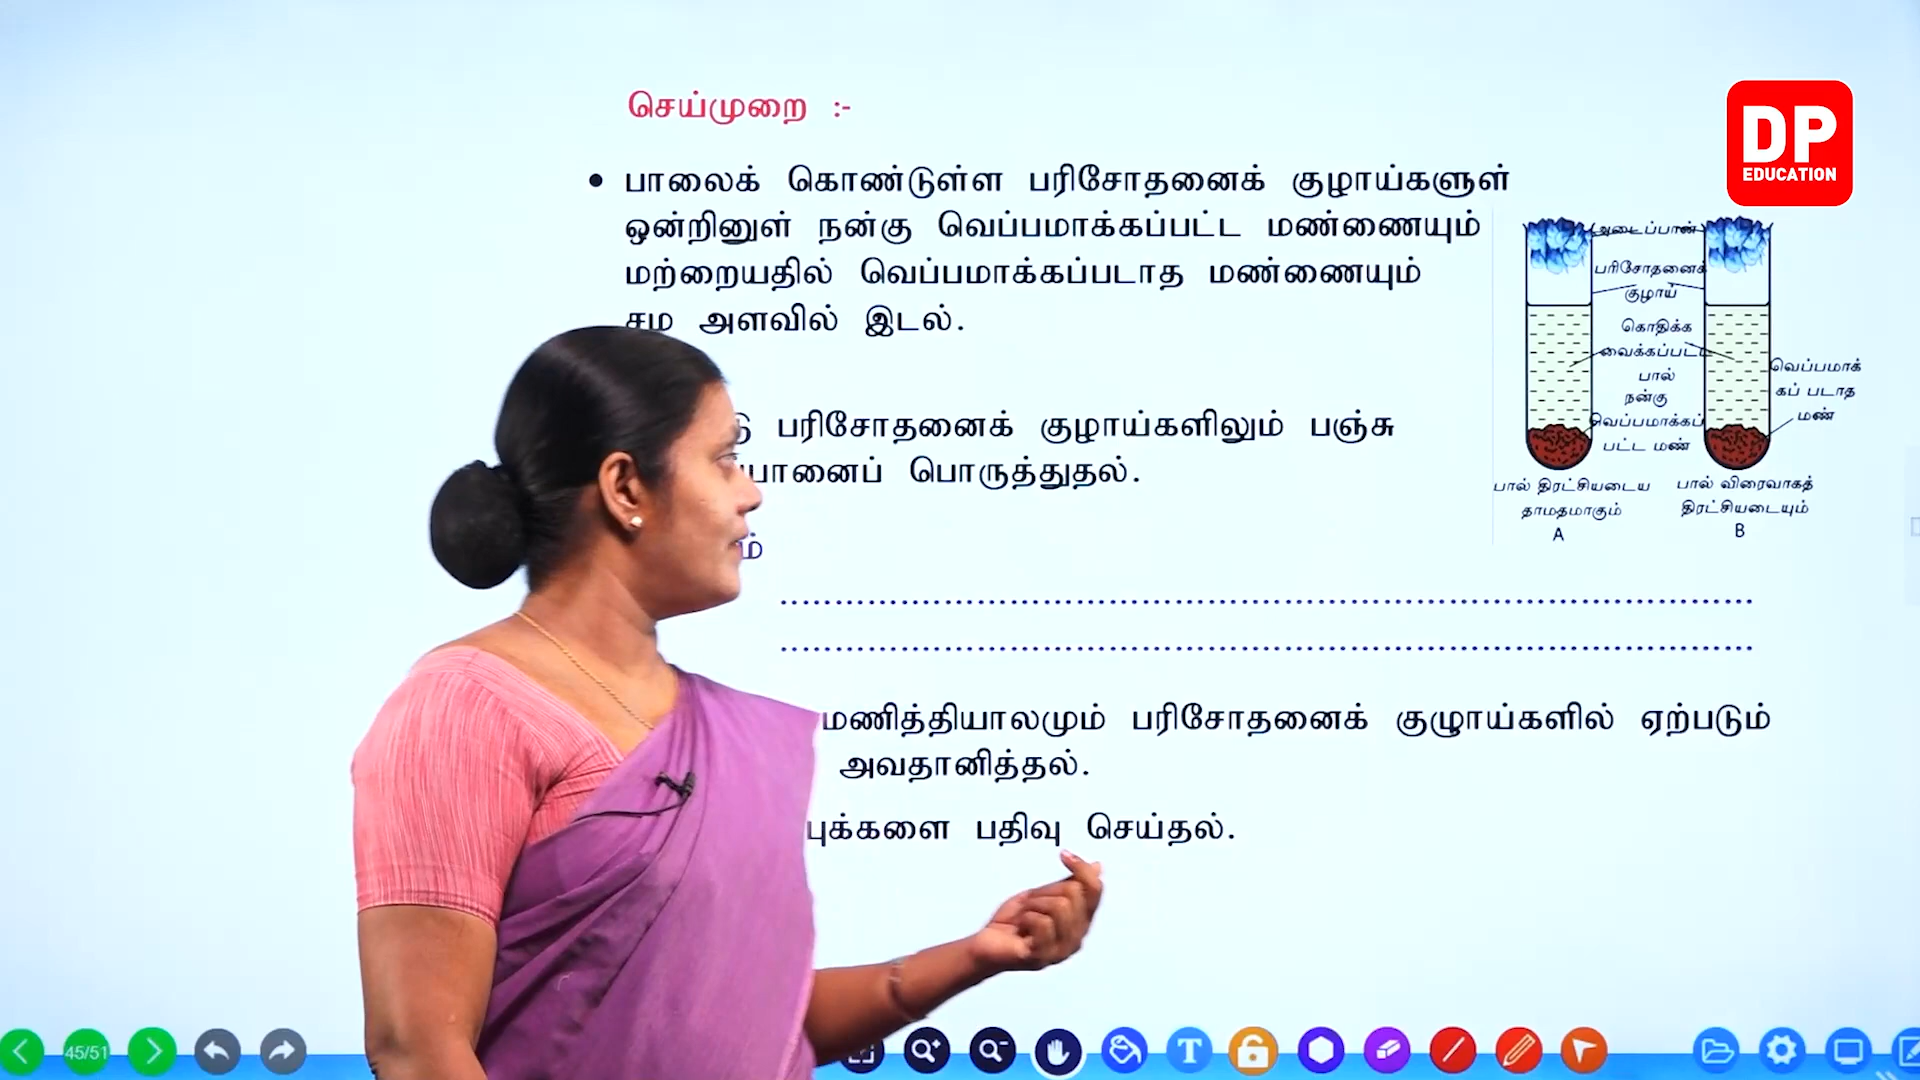 செய்முறை :-
DP
EDUCATION
• பாலைக் கொண்டுள்ள பரிசோதனைக் குழாய்களுள்
ஒன்றினுள் நன்கு வெப்பமாக்கப்பட்ட மண்ணையும்
மற்றையதில் வெப்பமாக்கப்படாத மண்ணையும்
சம அளவில் இடல்.
பரிசோதனைக் குழாய்களிலும் பஞ்சு
பொருத்துதல்.
................................................
................................................
மணித்தியாலமும் பரிசோதனைக் குழுாய்களில் ஏற்படும்
அவதானித்தல்.
பதிவு செய்தல்.
அடைப்பான்
பரிசோதனைக்
குழாய்
கொதிக்க
வைக்கப்பட்ட
பால்
நன்கு
வெப்பமாக்கப்
பட்ட மண்
வெப்பமாக்
கப் படாத
மண்
பால் திரட்சியடைய
தாமதமாகும்
A
பால் விரைவாகத்
திரட்சியடையும்
B
45/51
T